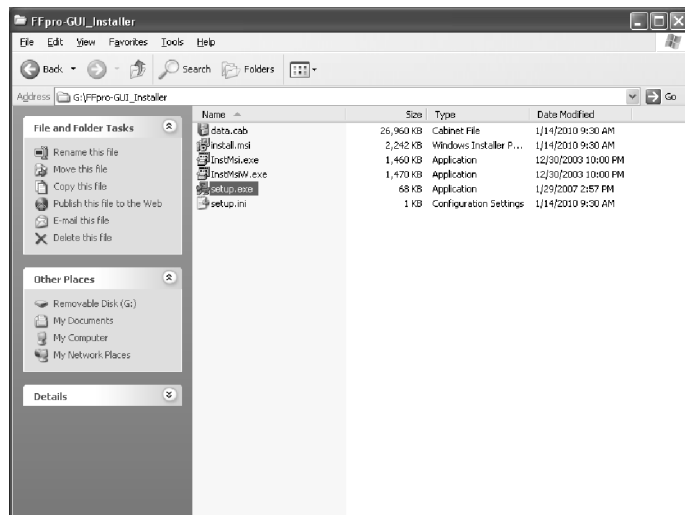 FFpro-GUI_Installer
File Edit View Favorites Tools Help
Back Search Folders
Address G:\FFpro-GUI_Installer Go
Name Size Type Date Modified
File and Folder Tasks
Rename this file
Move this file
Copy this file
Publish this file to the Web
E-mail this file
Delete this file
Other Places
Removable Disk (G:)
My Documents
My Computer
My Network Places
Details
data.cab 26,960 KB Cabinet File 1/14/2010 9:30 AM
install.msi 2,242 KB Windows Installer P... 1/14/2010 9:30 AM
InstMsi.exe 1,460 KB Application 12/30/2003 10:00 PM
InstMsiW.exe 1,470 KB Application 12/30/2003 10:00 PM
setup.exe 68 KB Application 1/29/2007 2:57 PM
setup.ini 1 KB Configuration Settings 1/14/2010 9:30 AM